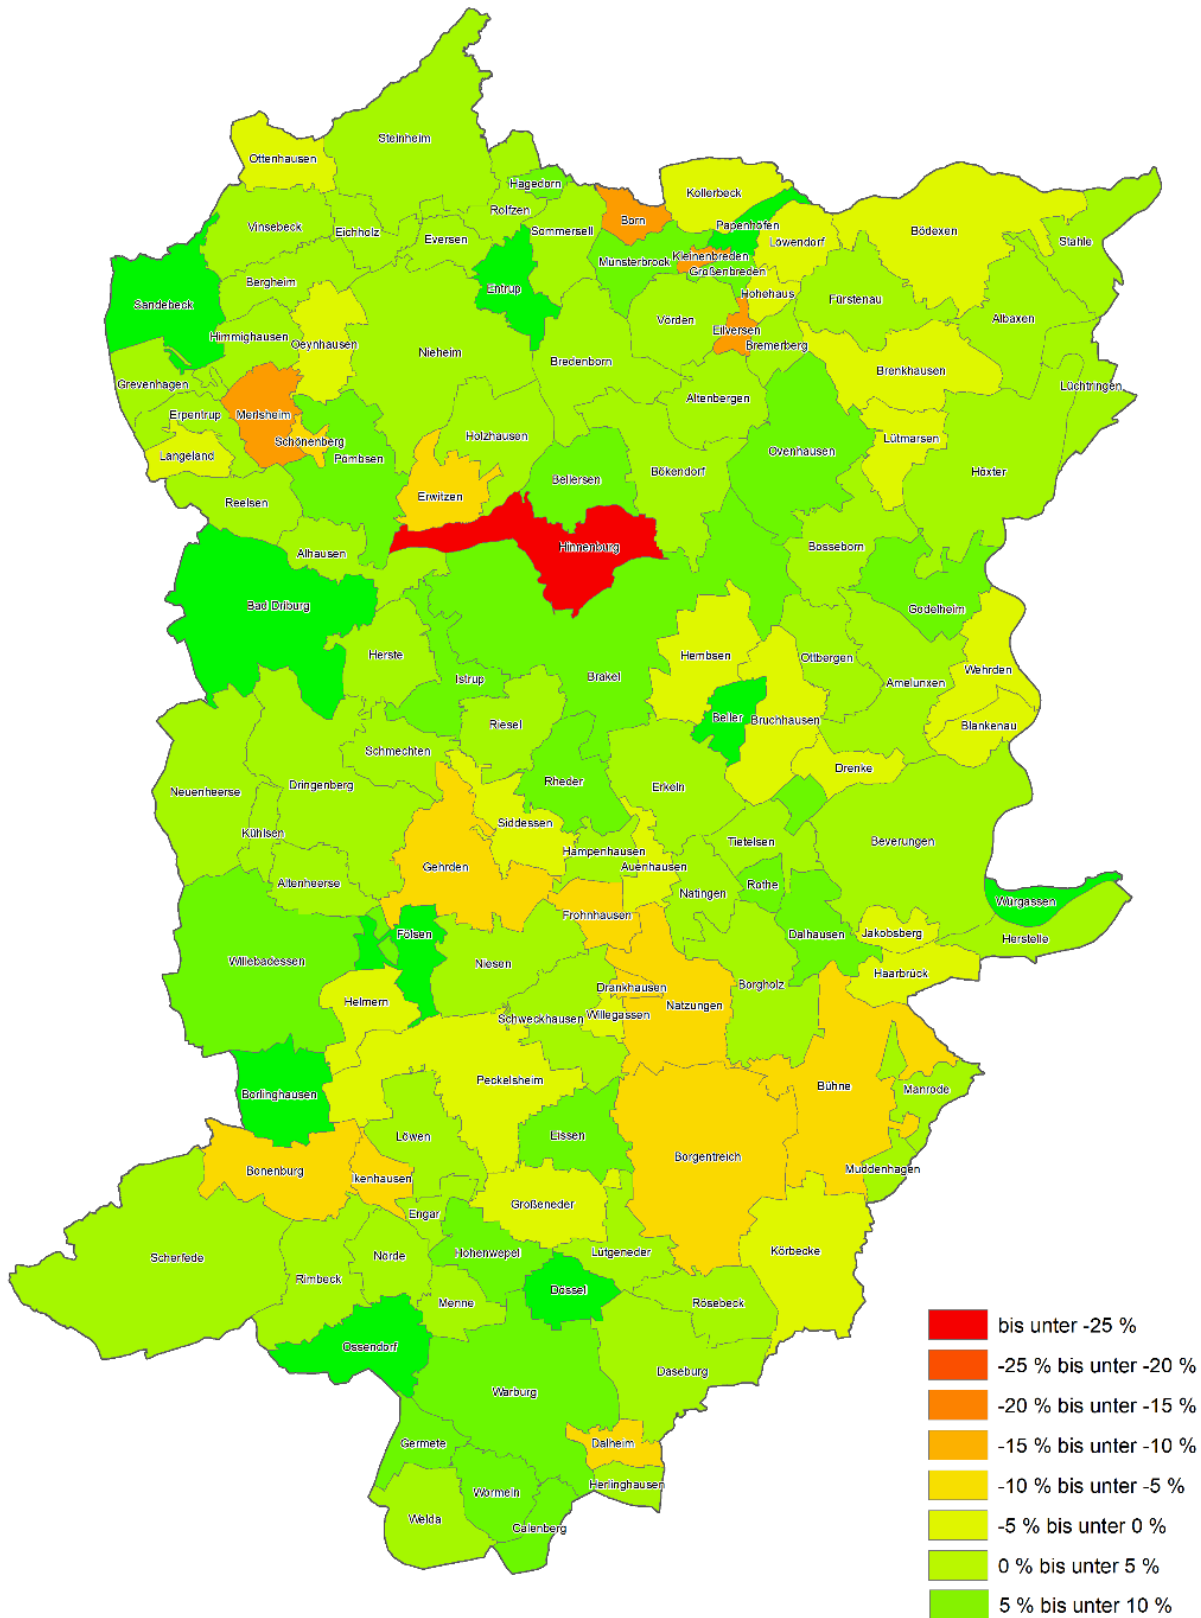 Steinheim
Ottenhausen
Hagedorn
Kollerbeck
Rolfzen
Born
Vinsebeck
Eichholz
Eversen
Sommersell
Papenhöfen
Bödexen
Löwendorf
Stahle
Münsterbrock
Kleinenbreden
Großenbreden
Bergheim
Entrup
Sandebeck
Hohehaus
Fürstenau
Albaxen
Vörden
Himmighausen
Oeynhausen
Nieheim
Eilversen
Bremerberg
Bredenborn
Brenkhausen
Grevenhagen
Lüchtringen
Altenbergen
Erpentrup
Merlsheim
Schönenberg
Holzhausen
Lütmarsen
Langeland
Pömbsen
Ovenhausen
Bökendorf
Höxter
Bellersen
Reelsen
Erwitzen
Alhausen
Hinnenburg
Bosseborn
Bad Driburg
Godelheim
Herste
Hembsen
Ottbergen
Wehrden
Istrup
Brakel
Amelunxen
Beller
Bruchhausen
Blankenau
Riesel
Schmechten
Drenke
Dringenberg
Rheder
Erkeln
Neuenheerse
Siddessen
Kühlsen
Hampenhausen
Tietelsen
Beverungen
Gehrden
Auenhausen
Altenheerse
Natingen
Rothe
Würgassen
Frohnhausen
Fölsen
Dalhausen
Jakobsberg
Herstelle
Willebadessen
Niesen
Haarbrück
Drankhausen
Borgholz
Helmern
Natzungen
Schweckhausen
Willegassen
Peckelsheim
Bühne
Manrode
Borlinghausen
Löwen
Eissen
Borgentreich
Bonenburg
Ikenhausen
Muddenhagen
Großeneder
Engar
Scherfede
Norde
Hohenwepel
Lütgeneder
Körbecke
Rimbeck
Dössel
Menne
Rösebeck
Ossendorf
Daseburg
Warburg
Germete
Dalheim
Herlinghausen
Wormeln
Welda
Calenberg
bis unter -25 %
-25 % bis unter -20 %
-20 % bis unter -15 %
-15 % bis unter -10 %
-10 % bis unter -5 %
-5 % bis unter 0 %
0 % bis unter 5 %
5 % bis unter 10 %